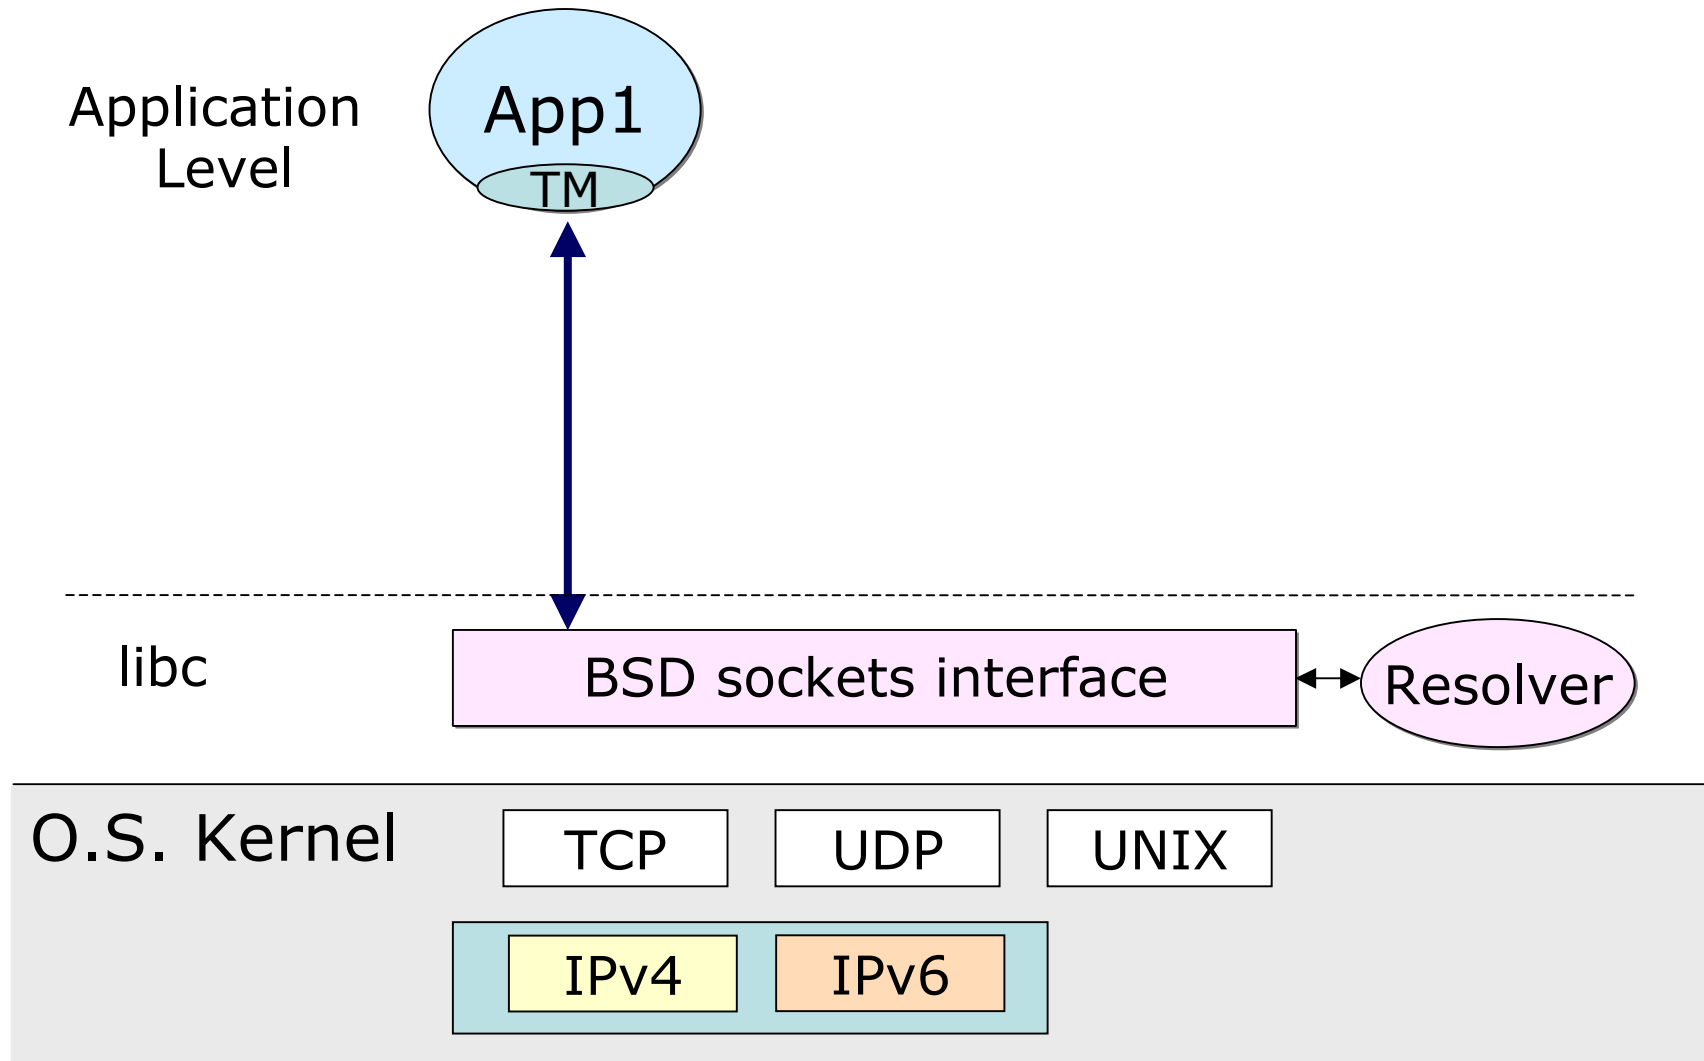 Application
Level
App1
TM
libc
BSD sockets interface
Resolver
O.S. Kernel
TCP
UDP
UNIX
IPv4
IPv6